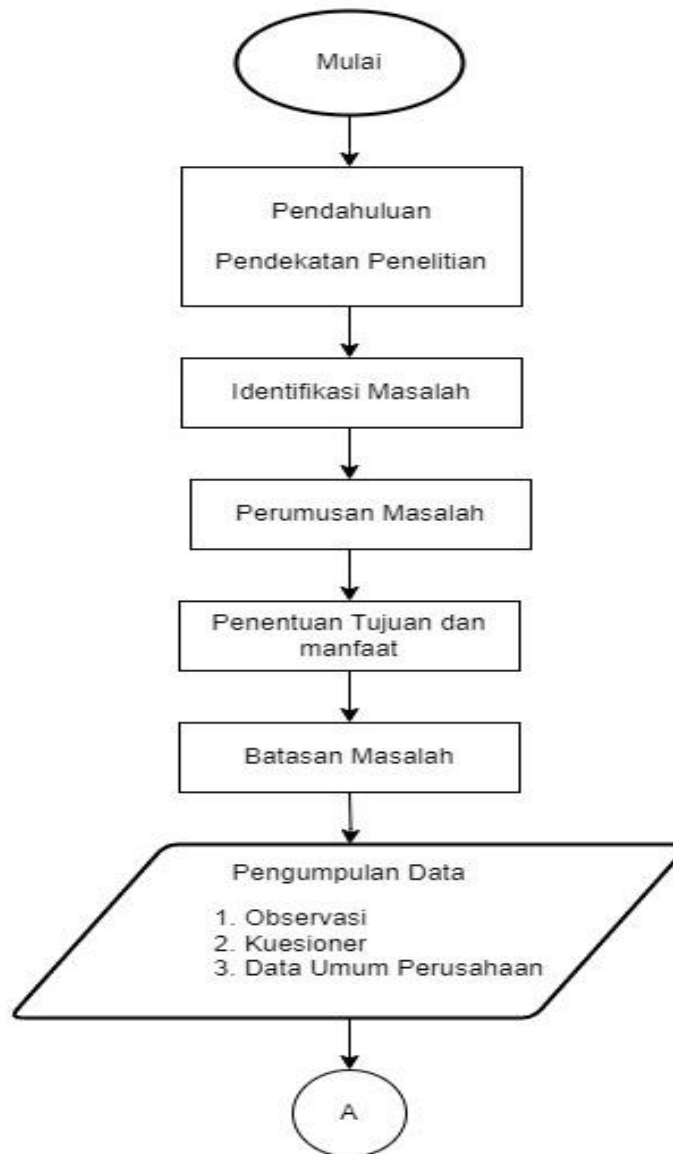 Mulai
Pendahuluan
Pendekatan Penelitian
Identifikasi Masalah
Perumusan Masalah
Penentuan Tujuan dan
manfaat
Batasan Masalah
Pengumpulan Data
1. Observasi
2. Kuesioner
3. Data Umum Perusahaan
A